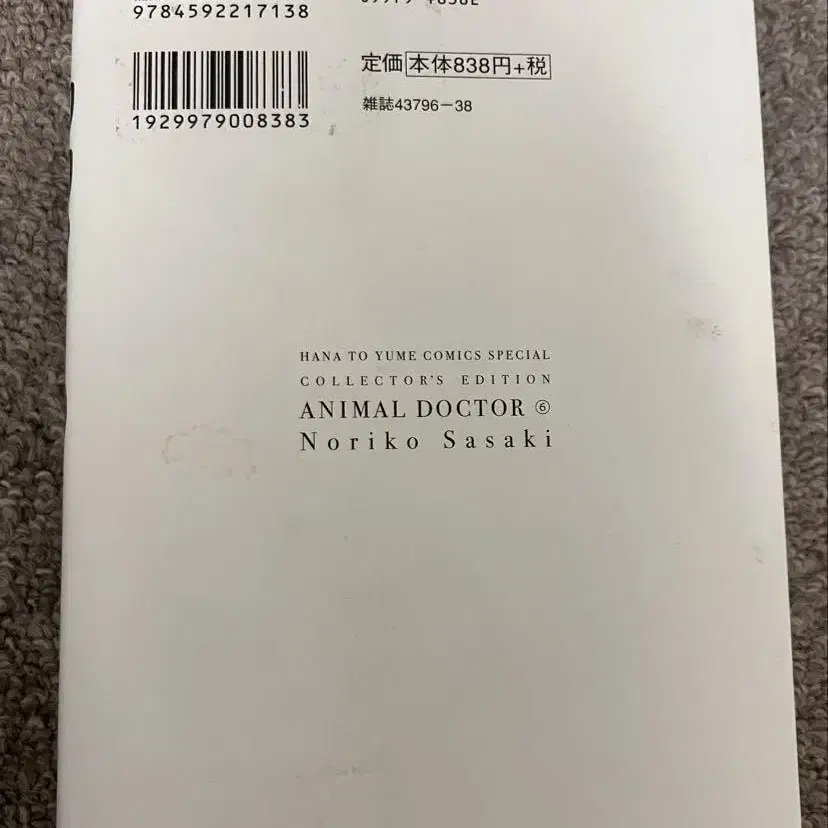 9784592217138
定価 本体838円+税
雑誌43796-38
1929979008383
HANA TO YUME COMICS SPECIAL
COLLECTOR'S EDITION
ANIMAL DOCTOR ⑥
Noriko Sasaki